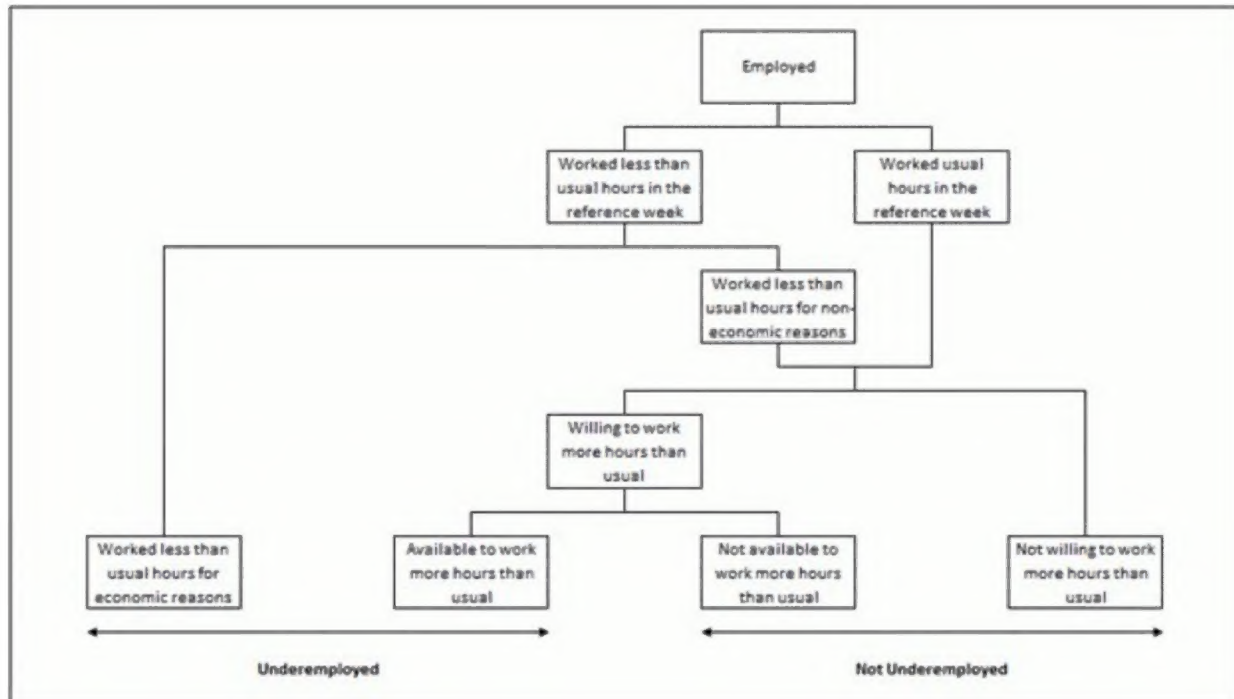 Employed
Worked less than
usual hours in the
reference week
Worked usual
hours in the
reference week
Worked less than
usual hours for non-
economic reasons
Willing to work
more hours than
usual
Worked less than
usual hours for
economic reasons
Available to work
more hours than
usual
Not available to
work more hours
than usual
Not willing to work
more hours than
usual
Underemployed
Not Underemployed